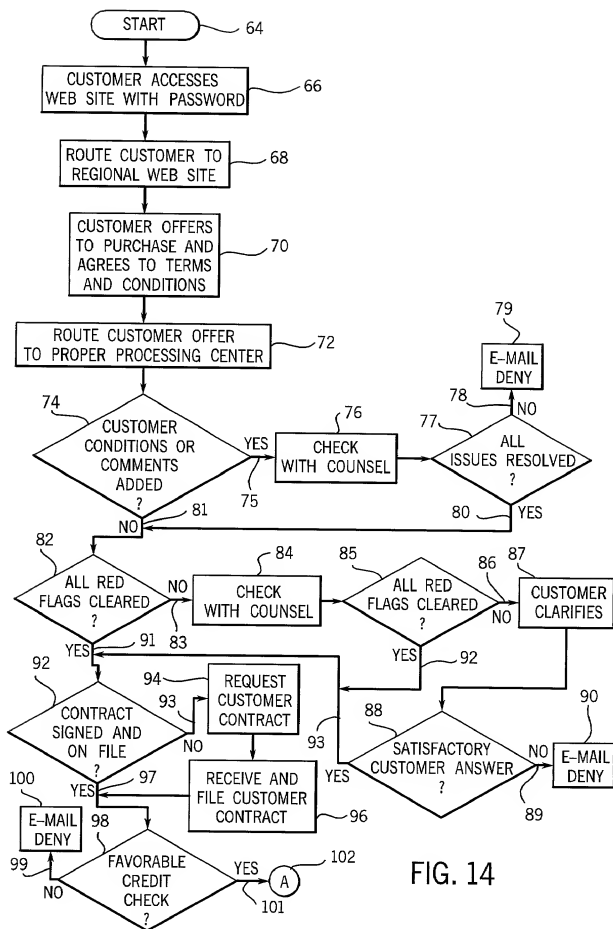 START
64
CUSTOMER ACCESSES
WEB SITE WITH PASSWORD
66
ROUTE CUSTOMER TO
REGIONAL WEB SITE
68
CUSTOMER OFFERS
TO PURCHASE AND
AGREES TO TERMS
AND CONDITIONS
70
ROUTE CUSTOMER OFFER
TO PROPER PROCESSING CENTER
72
74
CUSTOMER
CONDITIONS OR
COMMENTS
ADDED
?
YES
75
76
CHECK
WITH COUNSEL
77
ALL
ISSUES RESOLVED
?
78
NO
79
E-MAIL
DENY
80
YES
NO
81
82
ALL RED
FLAGS CLEARED
?
NO
83
84
CHECK
WITH COUNSEL
85
ALL RED
FLAGS CLEARED
?
86
NO
87
CUSTOMER
CLARIFIES
YES
91
YES
92
92
CONTRACT
SIGNED AND
ON FILE
?
93
NO
94
REQUEST
CUSTOMER
CONTRACT
93
YES
88
SATISFACTORY
CUSTOMER ANSWER
?
NO
89
90
E-MAIL
DENY
YES
97
RECEIVE AND
FILE CUSTOMER
CONTRACT
96
100
E-MAIL
DENY
99
NO
98
FAVORABLE
CREDIT
CHECK
?
YES
101
A
102
FIG. 14